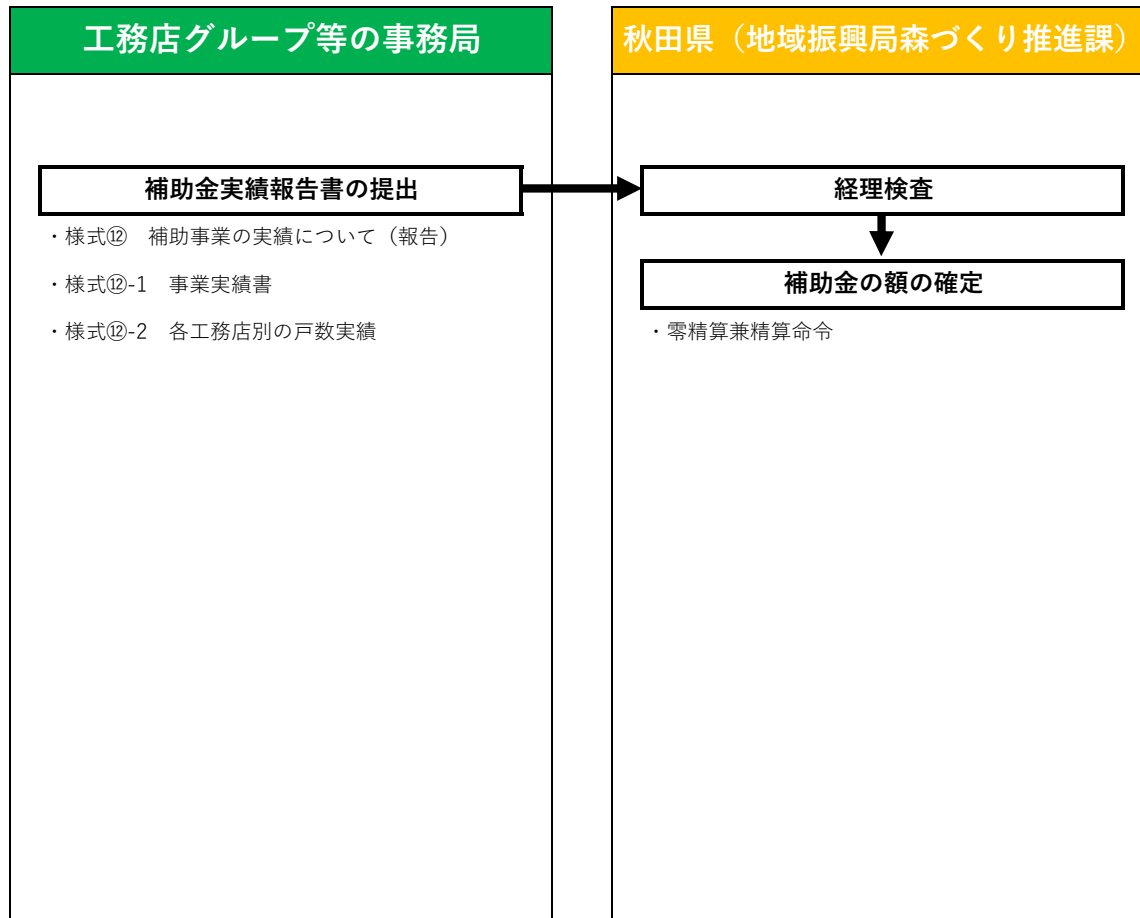 工務店グループ等の事務局
補助金実績報告書の提出
・様式⑫　補助事業の実績について（報告）
・様式⑫-1　事業実績書
・様式⑫-2　各工務店別の戸数実績
秋田県（地域振興局森づくり推進課）
経理検査
補助金の額の確定
・零精算兼精算命令